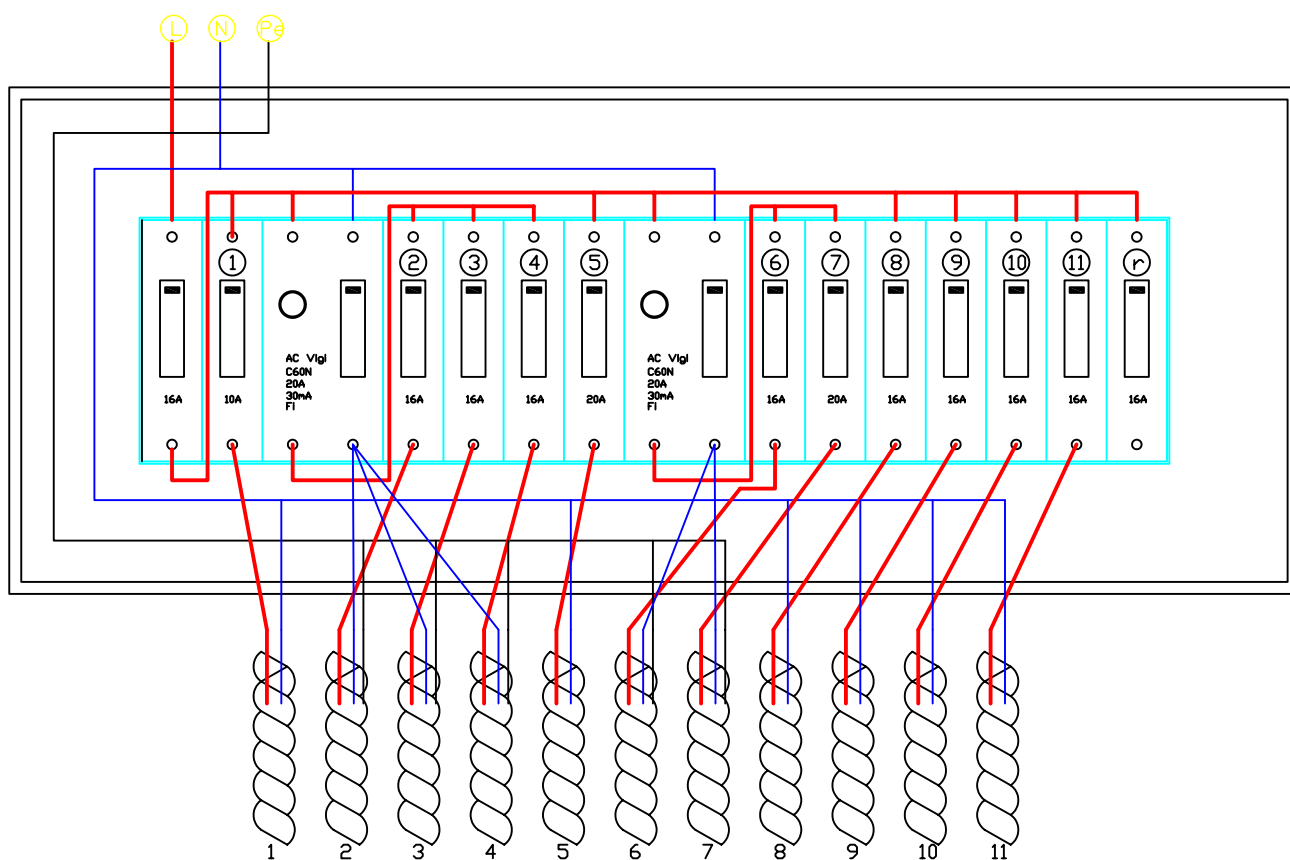 L N Pe
1 2 3 4 5 6 7 8 9 10 11 r
AC Vigi
C60N
20A
30mA
FI
AC Vigi
C60N
20A
30mA
FI
16A 10A 16A 16A 16A 20A 16A 20A 16A 16A 16A 16A 16A
1 2 3 4 5 6 7 8 9 10 11